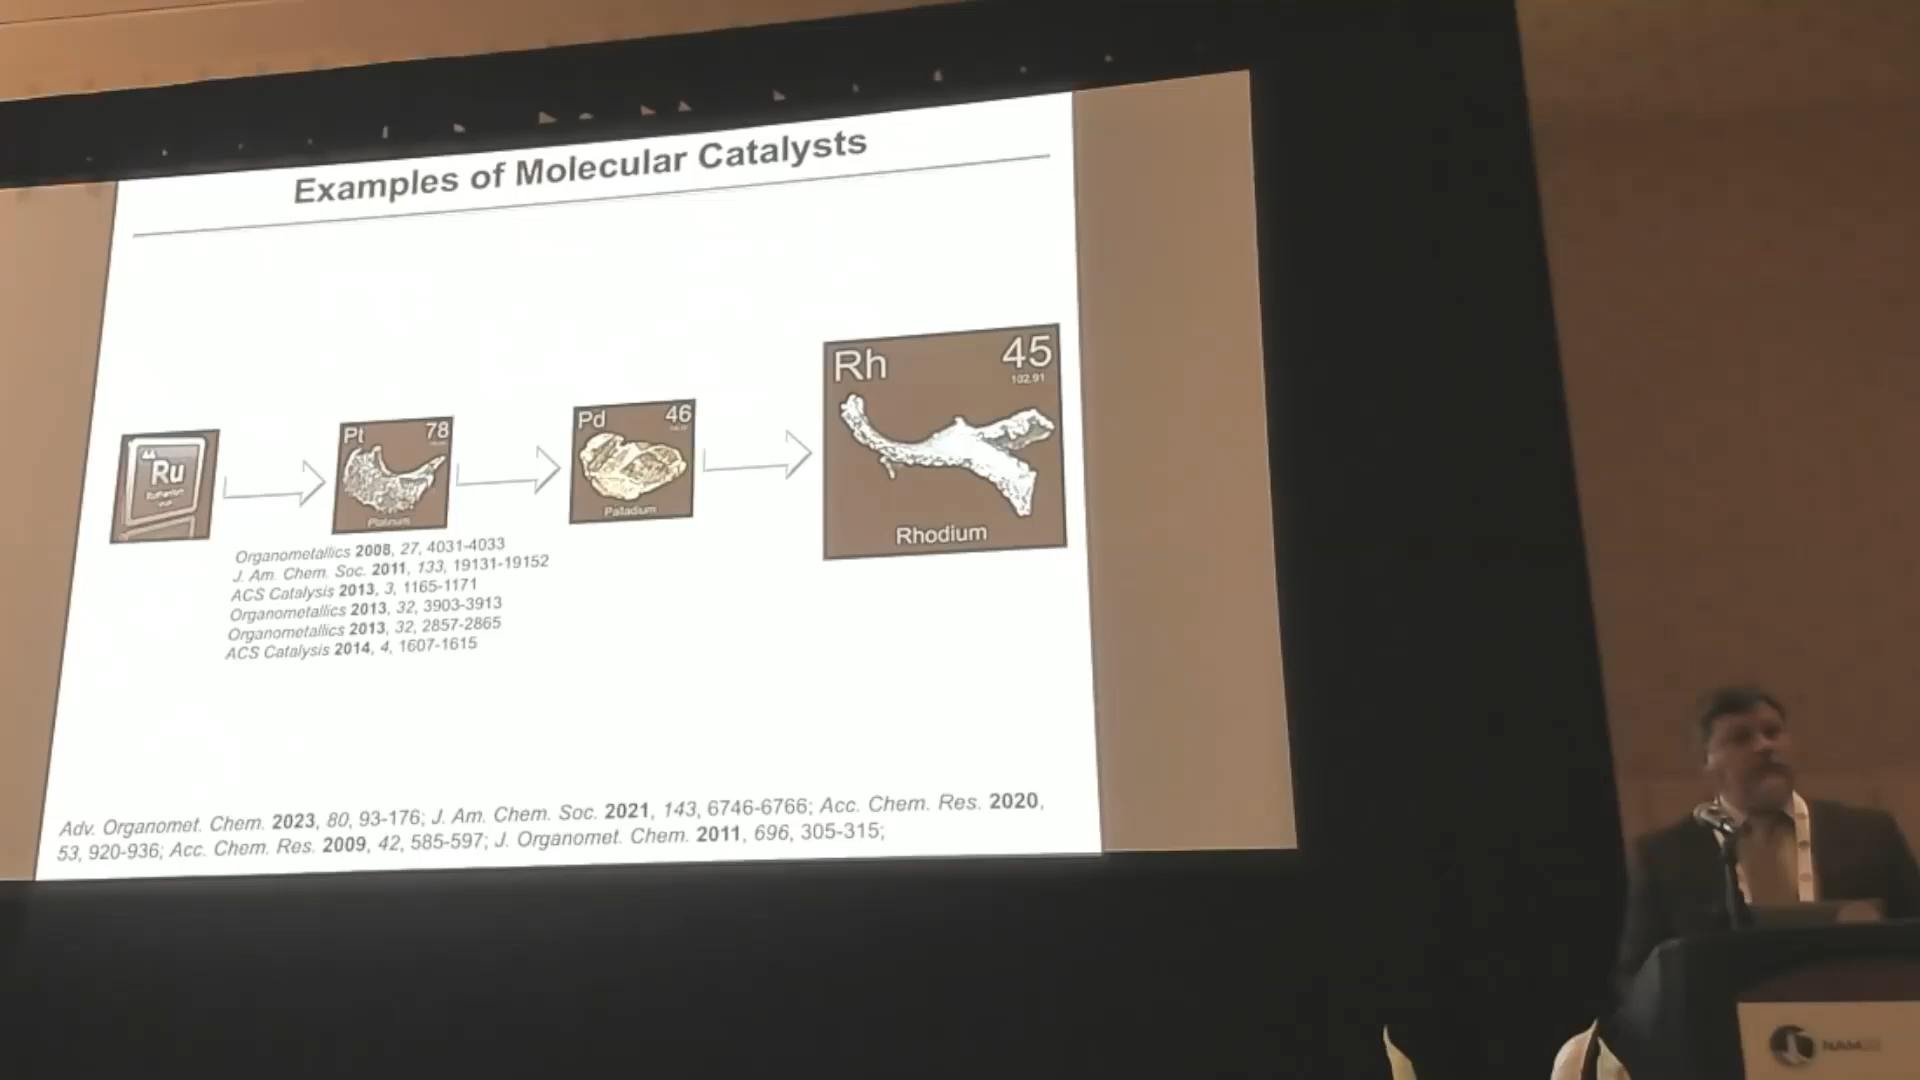 Examples of Molecular Catalysts
44
Ru
Pt 78
Platinum
Pd 46
Palladium
Rh 45
102.91
Rhodium
Organometallics 2008, 27, 4031-4033
J. Am. Chem. Soc. 2011, 133, 19131-19152
ACS Catalysis 2013, 3, 1165-1171
Organometallics 2013, 32, 3903-3913
Organometallics 2013, 32, 2857-2865
ACS Catalysis 2014, 4, 1607-1615
Adv. Organomet. Chem. 2023, 80, 93-176; J. Am. Chem. Soc. 2021, 143, 6746-6766; Acc. Chem. Res. 2020,
53, 920-936; Acc. Chem. Res. 2009, 42, 585-597; J. Organomet. Chem. 2011, 696, 305-315;